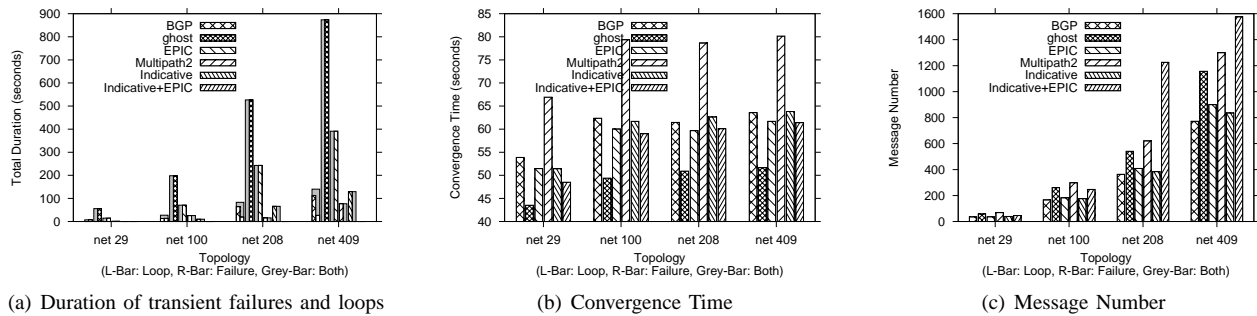 900
800
700
600
500
400
300
200
100
0
Total Duration (seconds)
BGP
ghost
EPIC
Multipath2
Indicative
Indicative+EPIC
net 29 net 100 net 208 net 409
Topology
(L-Bar: Loop, R-Bar: Failure, Grey-Bar: Both)
(a) Duration of transient failures and loops
85
80
75
70
65
60
55
50
45
40
Convergence Time (seconds)
BGP
ghost
EPIC
Multipath2
Indicative
Indicative+EPIC
net 29 net 100 net 208 net 409
Topology
(L-Bar: Loop, R-Bar: Failure, Grey-Bar: Both)
(b) Convergence Time
1600
1400
1200
1000
800
600
400
200
0
Message Number
BGP
ghost
EPIC
Multipath2
Indicative
Indicative+EPIC
net 29 net 100 net 208 net 409
Topology
(L-Bar: Loop, R-Bar: Failure, Grey-Bar: Both)
(c) Message Number